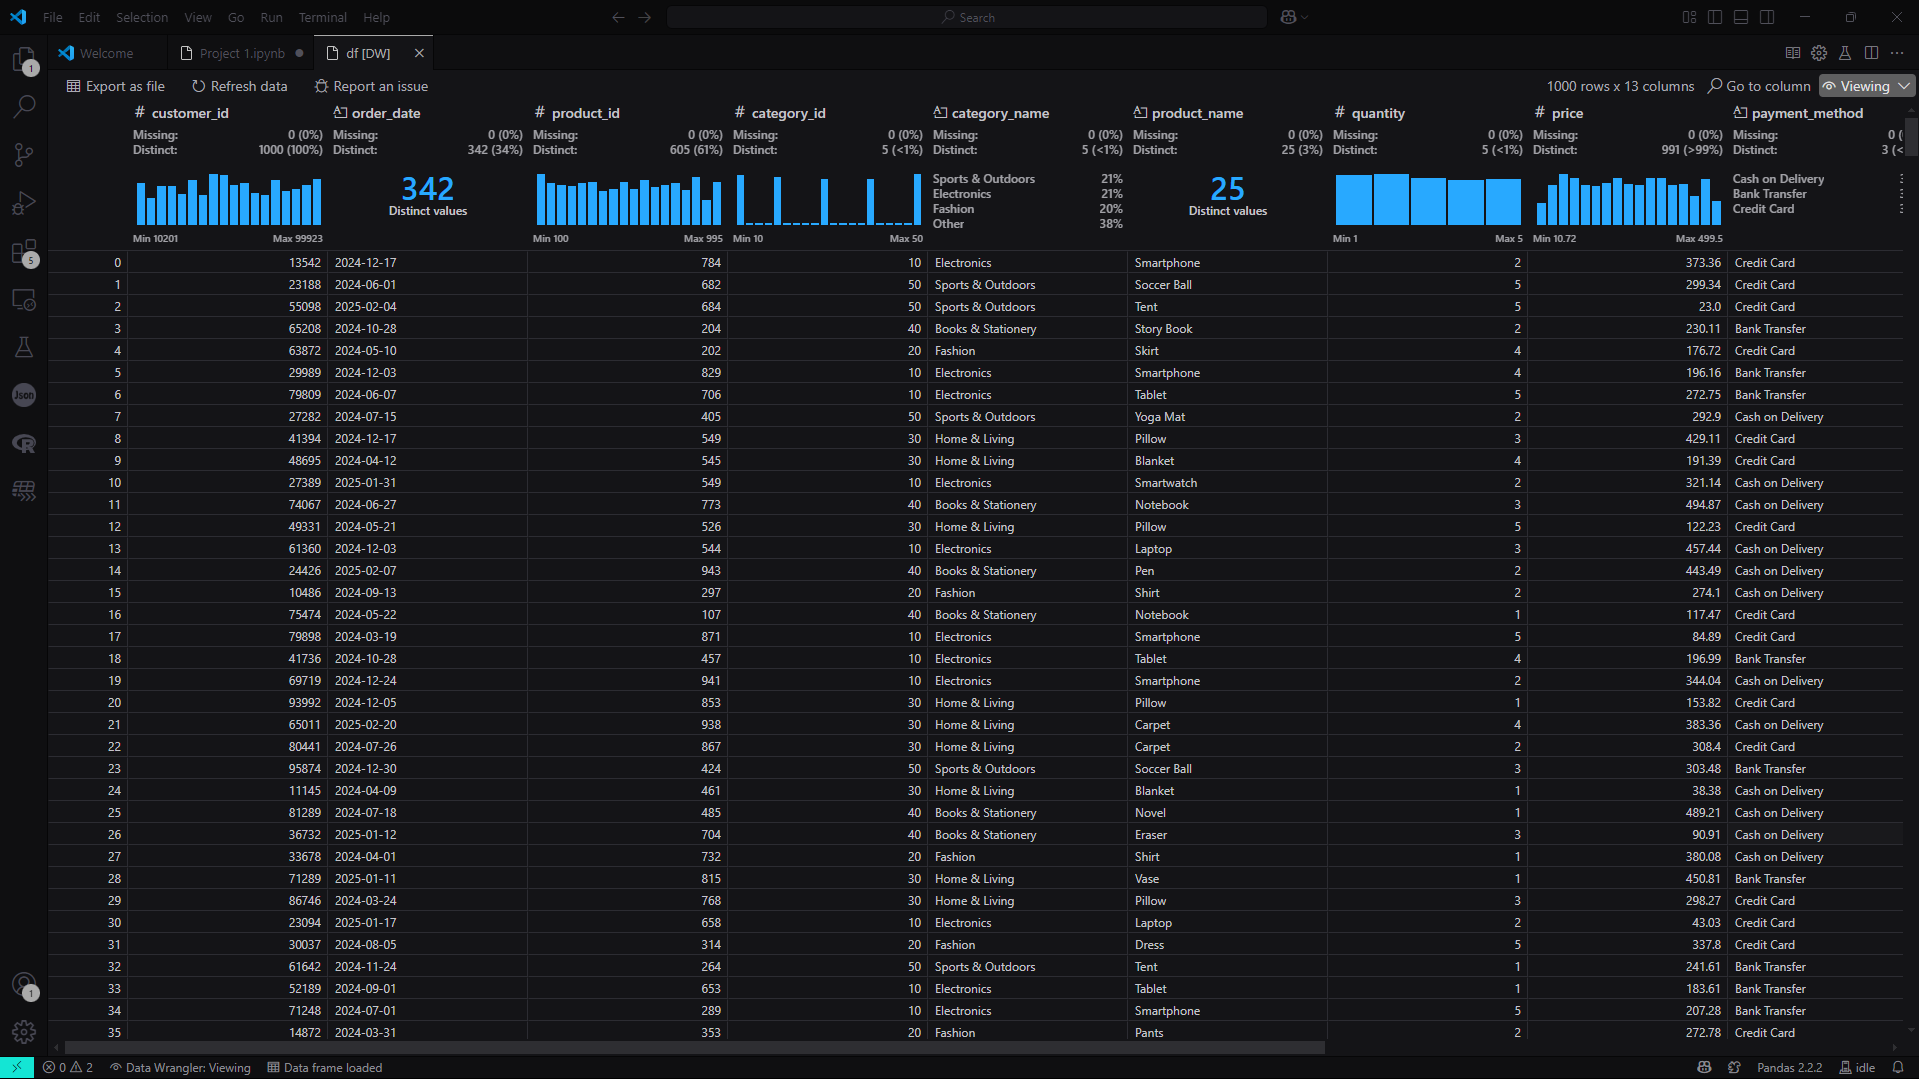 File Edit Selection View Go Run Terminal Help Search
Welcome Project 1.ipynb df [DW]
Export as file Refresh data Report an issue 1000 rows x 13 columns Go to column Viewing
# customer_id order_date # product_id # category_id category_name product_name # quantity # price payment_method
Missing: 0 (0%) Missing: 0 (0%) Missing: 0 (0%) Missing: 0 (0%) Missing: 0 (0%) Missing: 0 (0%) Missing: 0 (0%) Missing: 0 (0%) Missing: 0 (
Distinct: 1000 (100%) Distinct: 342 (34%) Distinct: 605 (61%) Distinct: 5 (<1%) Distinct: 5 (<1%) Distinct: 25 (3%) Distinct: 5 (<1%) Distinct: 991 (>99%) Distinct: 3 (<
342 Sports & Outdoors 21% 25 Cash on Delivery
Electronics 21% Bank Transfer
Distinct values Fashion 20% Distinct values Credit Card
Other 38%
Min 10201 Max 99923 Min 100 Max 995 Min 10 Max 50 Min 1 Max 5 Min 10.72 Max 499.5
0 13542 2024-12-17 784 10 Electronics Smartphone 2 373.36 Credit Card
1 23188 2024-06-01 682 50 Sports & Outdoors Soccer Ball 5 299.34 Credit Card
2 55098 2025-02-04 684 50 Sports & Outdoors Tent 5 23.0 Credit Card
3 65208 2024-10-28 204 40 Books & Stationery Story Book 2 230.11 Bank Transfer
4 63872 2024-05-10 202 20 Fashion Skirt 4 176.72 Credit Card
5 29989 2024-12-03 829 10 Electronics Smartphone 4 196.16 Bank Transfer
6 79809 2024-06-07 706 10 Electronics Tablet 5 272.75 Bank Transfer
7 27282 2024-07-15 405 50 Sports & Outdoors Yoga Mat 2 292.9 Cash on Delivery
8 41394 2024-12-17 549 30 Home & Living Pillow 3 429.11 Credit Card
9 48695 2024-04-12 545 30 Home & Living Blanket 4 191.39 Credit Card
10 27389 2025-01-31 549 10 Electronics Smartwatch 2 321.14 Cash on Delivery
11 74067 2024-06-27 773 40 Books & Stationery Notebook 3 494.87 Cash on Delivery
12 49331 2024-05-21 526 30 Home & Living Pillow 5 122.23 Credit Card
13 61360 2024-12-03 544 10 Electronics Laptop 3 457.44 Cash on Delivery
14 24426 2025-02-07 943 40 Books & Stationery Pen 2 443.49 Cash on Delivery
15 10486 2024-09-13 297 20 Fashion Shirt 2 274.1 Cash on Delivery
16 75474 2024-05-22 107 40 Books & Stationery Notebook 1 117.47 Credit Card
17 79898 2024-03-19 871 10 Electronics Smartphone 5 84.89 Credit Card
18 41736 2024-10-28 457 10 Electronics Tablet 4 196.99 Bank Transfer
19 69719 2024-12-24 941 10 Electronics Smartphone 2 344.04 Cash on Delivery
20 93992 2024-12-05 853 30 Home & Living Pillow 1 153.82 Credit Card
21 65011 2025-02-20 938 30 Home & Living Carpet 4 383.36 Cash on Delivery
22 80441 2024-07-26 867 30 Home & Living Carpet 2 308.4 Credit Card
23 95874 2024-12-30 424 50 Sports & Outdoors Soccer Ball 3 303.48 Bank Transfer
24 11145 2024-04-09 461 30 Home & Living Blanket 1 38.38 Cash on Delivery
25 81289 2024-07-18 485 40 Books & Stationery Novel 1 489.21 Cash on Delivery
26 36732 2025-01-12 704 40 Books & Stationery Eraser 3 90.91 Cash on Delivery
27 33678 2024-04-01 732 20 Fashion Shirt 1 380.08 Cash on Delivery
28 71289 2025-01-11 815 30 Home & Living Vase 1 450.81 Bank Transfer
29 86746 2024-03-24 768 30 Home & Living Pillow 3 298.27 Credit Card
30 23094 2025-01-17 658 10 Electronics Laptop 2 43.03 Credit Card
31 30037 2024-08-05 314 20 Fashion Dress 5 337.8 Credit Card
32 61642 2024-11-24 264 50 Sports & Outdoors Tent 1 241.61 Bank Transfer
33 52189 2024-09-01 653 10 Electronics Tablet 1 183.61 Bank Transfer
34 71248 2024-07-01 289 10 Electronics Smartphone 5 207.28 Bank Transfer
35 14872 2024-03-31 353 20 Fashion Pants 2 272.78 Credit Card
1
5
Json
R
1
0 2 Data Wrangler: Viewing Data frame loaded Pandas 2.2.2 idle